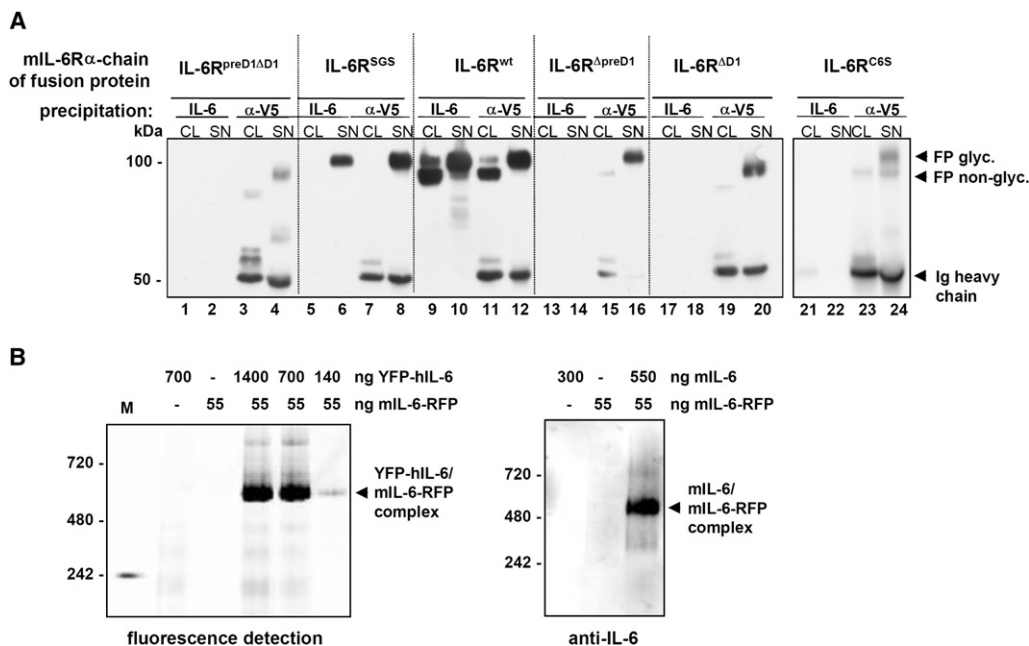 A
mIL-6Rα-chain of fusion protein
IL-6RpreD1ΔD1 IL-6RSGS IL-6Rwt IL-6RΔpreD1 IL-6RΔD1 IL-6RC6S
precipitation: IL-6 α-V5 IL-6 α-V5 IL-6 α-V5 IL-6 α-V5 IL-6 α-V5 IL-6 α-V5
kDa CL SN CL SN CL SN CL SN CL SN CL SN CL SN CL SN CL SN CL SN CL SN CL SN
100 -
FP glyc.
FP non-glyc.
50 -
Ig heavy
chain
1 2 3 4 5 6 7 8 9 10 11 12 13 14 15 16 17 18 19 20 21 22 23 24
B
700 - 1400 700 140 ng YFP-hIL-6
M - 55 55 55 55 ng mIL-6-RFP
720 -
480 -
242 -
YFP-hIL-6/
mIL-6-RFP
complex
fluorescence detection
300 - 550 ng mIL-6
- 55 55 ng mIL-6-RFP
720 -
480 -
242 -
mIL-6/
mIL-6-RFP
complex
anti-IL-6